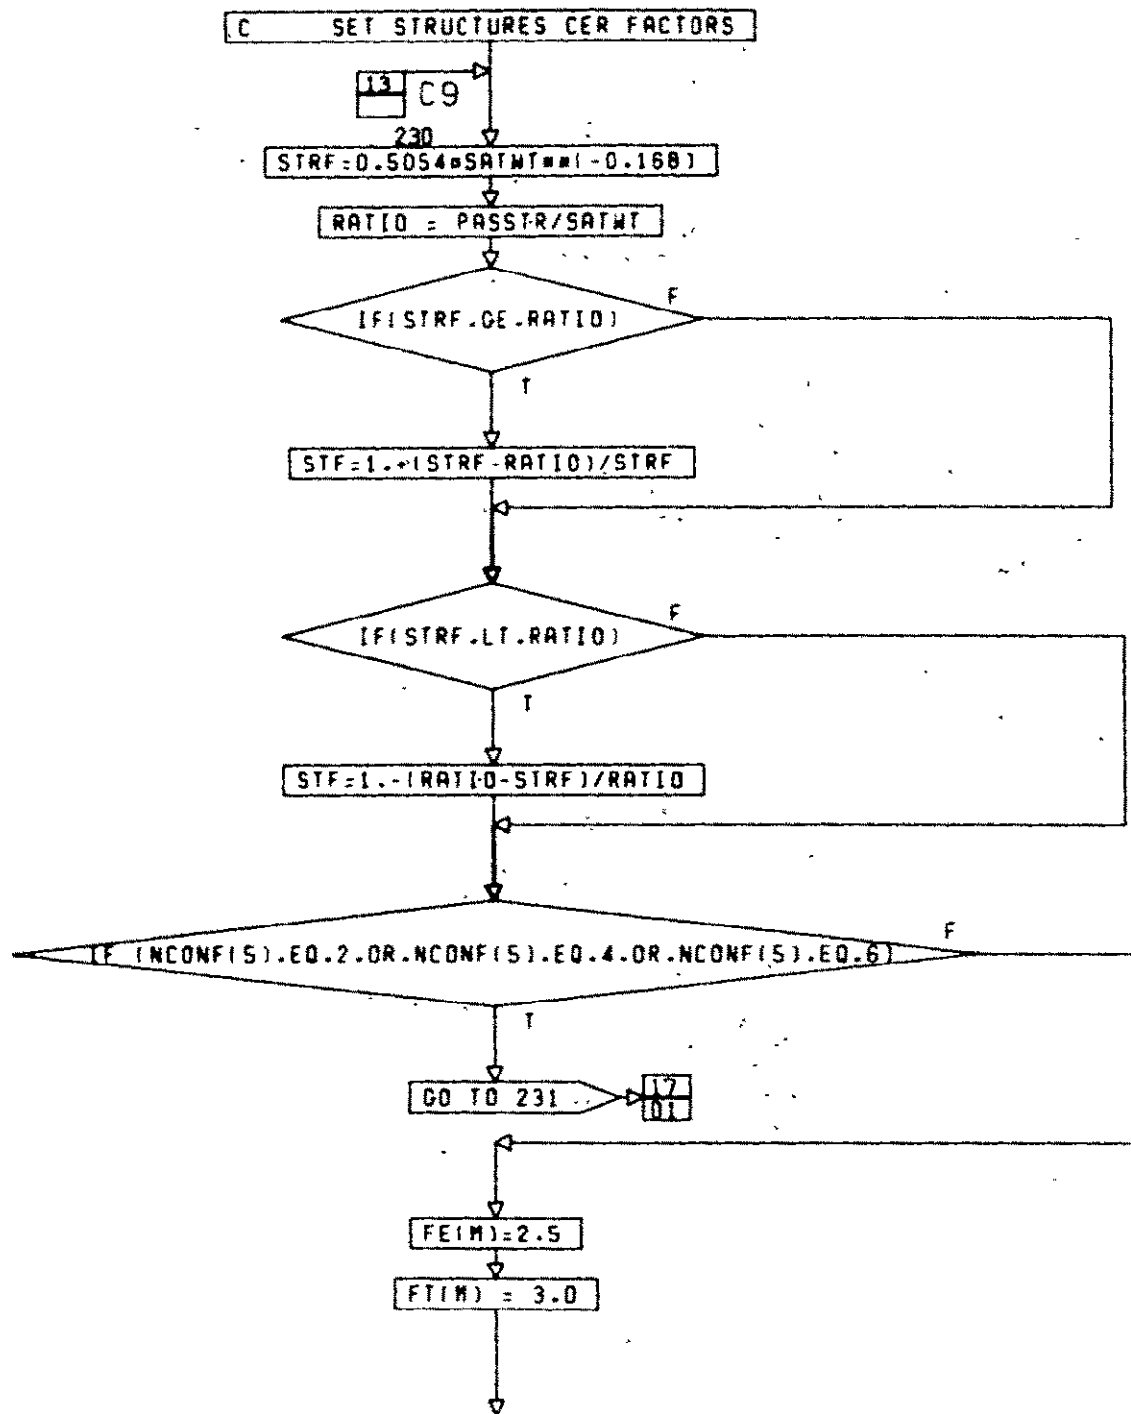 C SET STRUCTURES CER FACTORS
13
C9
230
STRF=0.5054*SATWT**(-0.168)
RATIO = PASSTR/SATWT
IF(STRF.GE.RATIO)
F
T
STF=1.+(STRF-RATIO)/STRF
IF(STRF.LT.RATIO)
F
T
STF=1.-(RATIO-STRF)/RATIO
IF (NCONF(5).EQ.2.OR.NCONF(5).EQ.4.OR.NCONF(5).EQ.6)
F
T
GO TO 231
17
01
FE(M)=2.5
FT(M) = 3.0